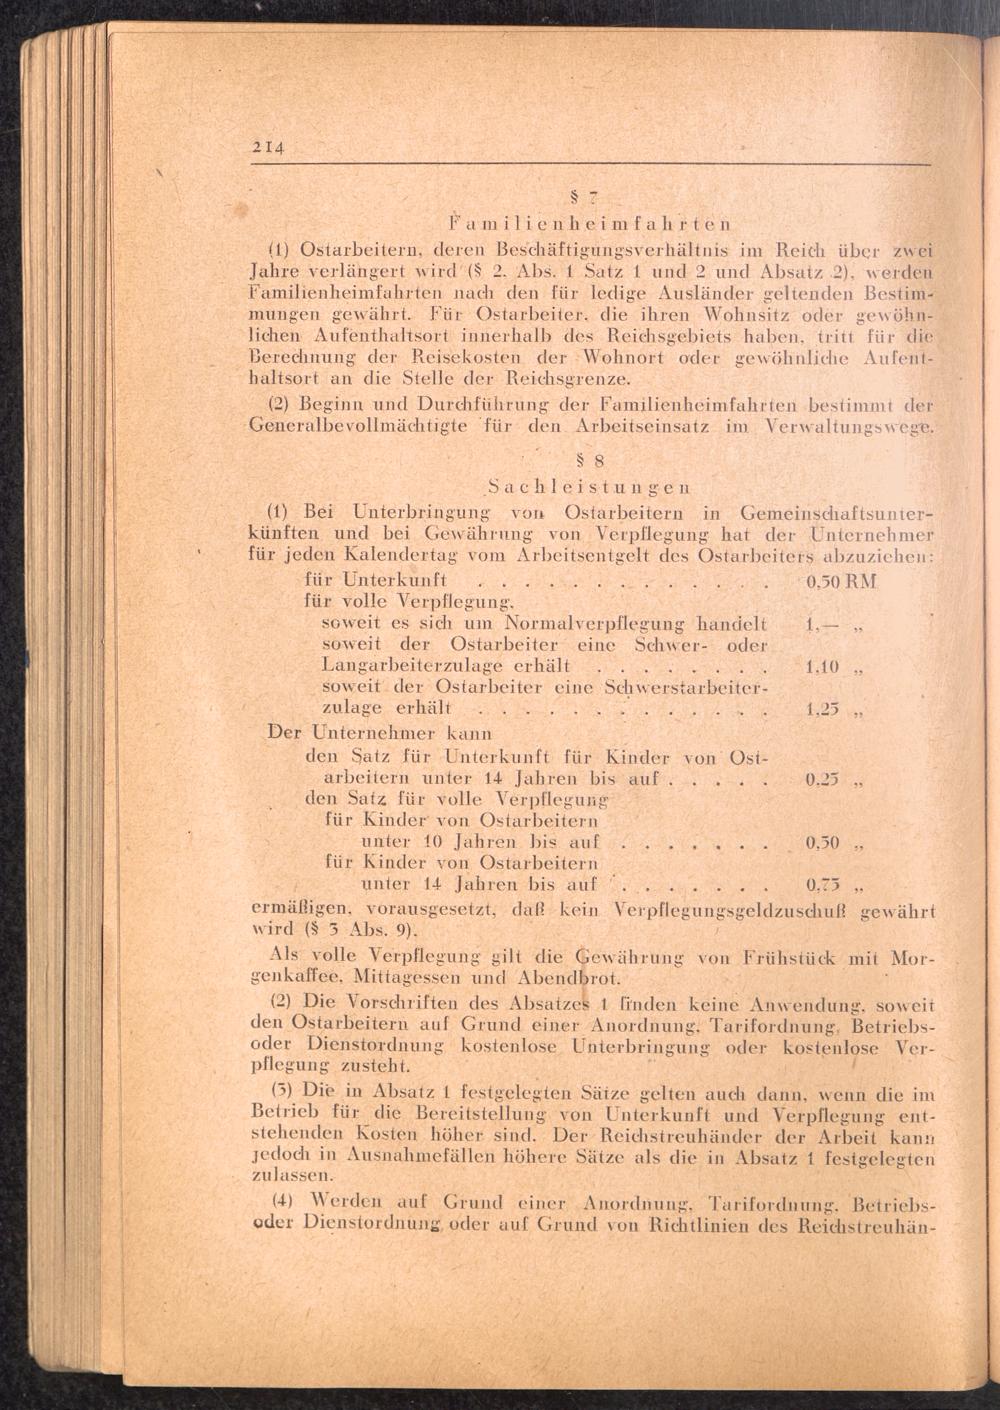 214
§ 7
Familienheimfahrten
(1) Ostarbeitern, deren Beschäftigungsverhältnis im Reich über zwei
Jahre verlängert wird (§ 2, Abs. 1 Satz 1 und 2 und Absatz 2), werden
Familienheimfahrten nach den für ledige Ausländer geltenden Bestim-
mungen gewährt. Für Ostarbeiter, die ihren Wohnsitz oder gewöhn-
lichen Aufenthaltsort innerhalb des Reichsgebiets haben, tritt für die
Berechnung der Reisekosten der Wohnort oder gewöhnliche Aufent-
haltsort an die Stelle der Reichsgrenze.
(2) Beginn und Durchführung der Familienheimfahrten bestimmt der
Generalbevollmächtigte für den Arbeitseinsatz im Verwaltungswege.
§ 8
Sachleistungen
(1) Bei Unterbringung von Ostarbeitern in Gemeinschaftsunter-
künften und bei Gewährung von Verpflegung hat der Unternehmer
für jeden Kalendertag vom Arbeitsentgelt des Ostarbeiters abzuziehen:
für Unterkunft . . . . . . . . . . . . . 0,50 RM
für volle Verpflegung,
soweit es sich um Normalverpflegung handelt 1,— „
soweit der Ostarbeiter eine Schwer- oder
Langarbeiterzulage erhält . . . . . . . . 1,10 „
soweit der Ostarbeiter eine Schwerstarbeiter-
zulage erhält . . . . . . . . . . . . . 1,25 „
Der Unternehmer kann
den Satz für Unterkunft für Kinder von Ost-
arbeitern unter 14 Jahren bis auf . . . . . 0,25 „
den Satz für volle Verpflegung
für Kinder von Ostarbeitern
unter 10 Jahren bis auf . . . . . . . 0,50 „
für Kinder von Ostarbeitern
unter 14 Jahren bis auf . . . . . . . 0,75 „
ermäßigen, vorausgesetzt, daß kein Verpflegungsgeldzuschuß gewährt
wird (§ 3 Abs. 9).
Als volle Verpflegung gilt die Gewährung von Frühstück mit Mor-
genkaffee, Mittagessen und Abendbrot.
(2) Die Vorschriften des Absatzes 1 finden keine Anwendung, soweit
den Ostarbeitern auf Grund einer Anordnung, Tarifordnung, Betriebs-
oder Dienstordnung kostenlose Unterbringung oder kostenlose Ver-
pflegung zusteht.
(3) Die in Absatz 1 festgelegten Sätze gelten auch dann, wenn die im
Betrieb für die Bereitstellung von Unterkunft und Verpflegung ent-
stehenden Kosten höher sind. Der Reichstreuhänder der Arbeit kann
jedoch in Ausnahmefällen höhere Sätze als die in Absatz 1 festgelegten
zulassen.
(4) Werden auf Grund einer Anordnung, Tarifordnung, Betriebs-
oder Dienstordnung oder auf Grund von Richtlinien des Reichstreuhän-